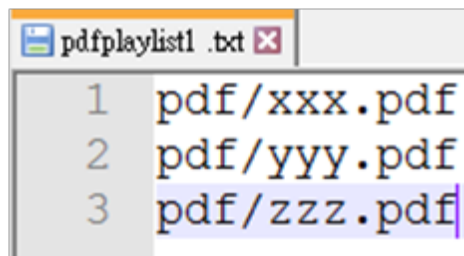 pdfplaylist1 .txt
1 pdf/xxx.pdf
2 pdf/yyy.pdf
3 pdf/zzz.pdf